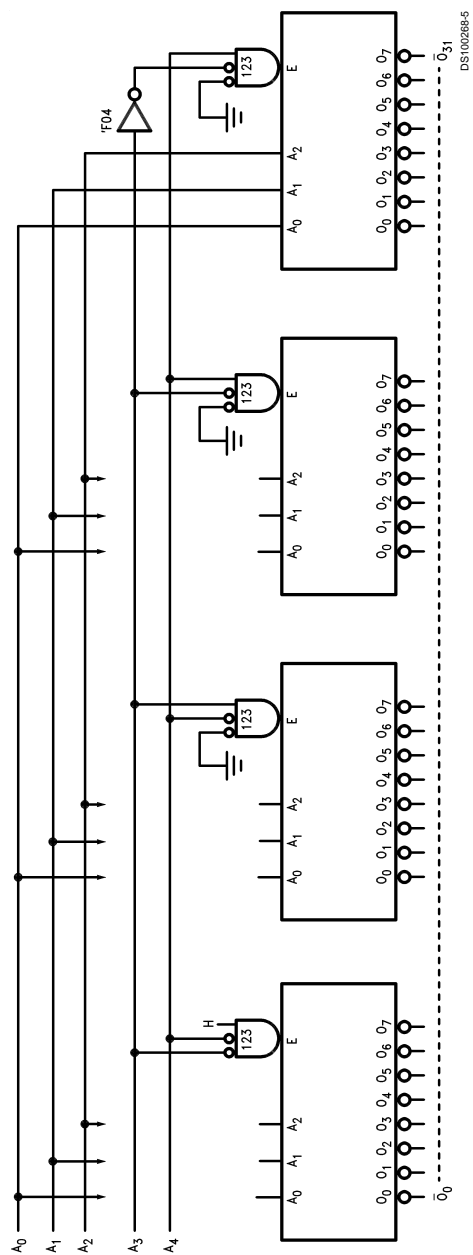 A₀
A₁
A₂
'F04
A₃
A₄
H
123 123 123 123
A₀ A₁ A₂ E A₀ A₁ A₂ E A₀ A₁ A₂ E A₀ A₁ A₂ E
O₀ O₁ O₂ O₃ O₄ O₅ O₆ O₇ O₀ O₁ O₂ O₃ O₄ O₅ O₆ O₇ O₀ O₁ O₂ O₃ O₄ O₅ O₆ O₇ O₀ O₁ O₂ O₃ O₄ O₅ O₆ O₇
Ō₀ Ō₃₁
DS100268-5